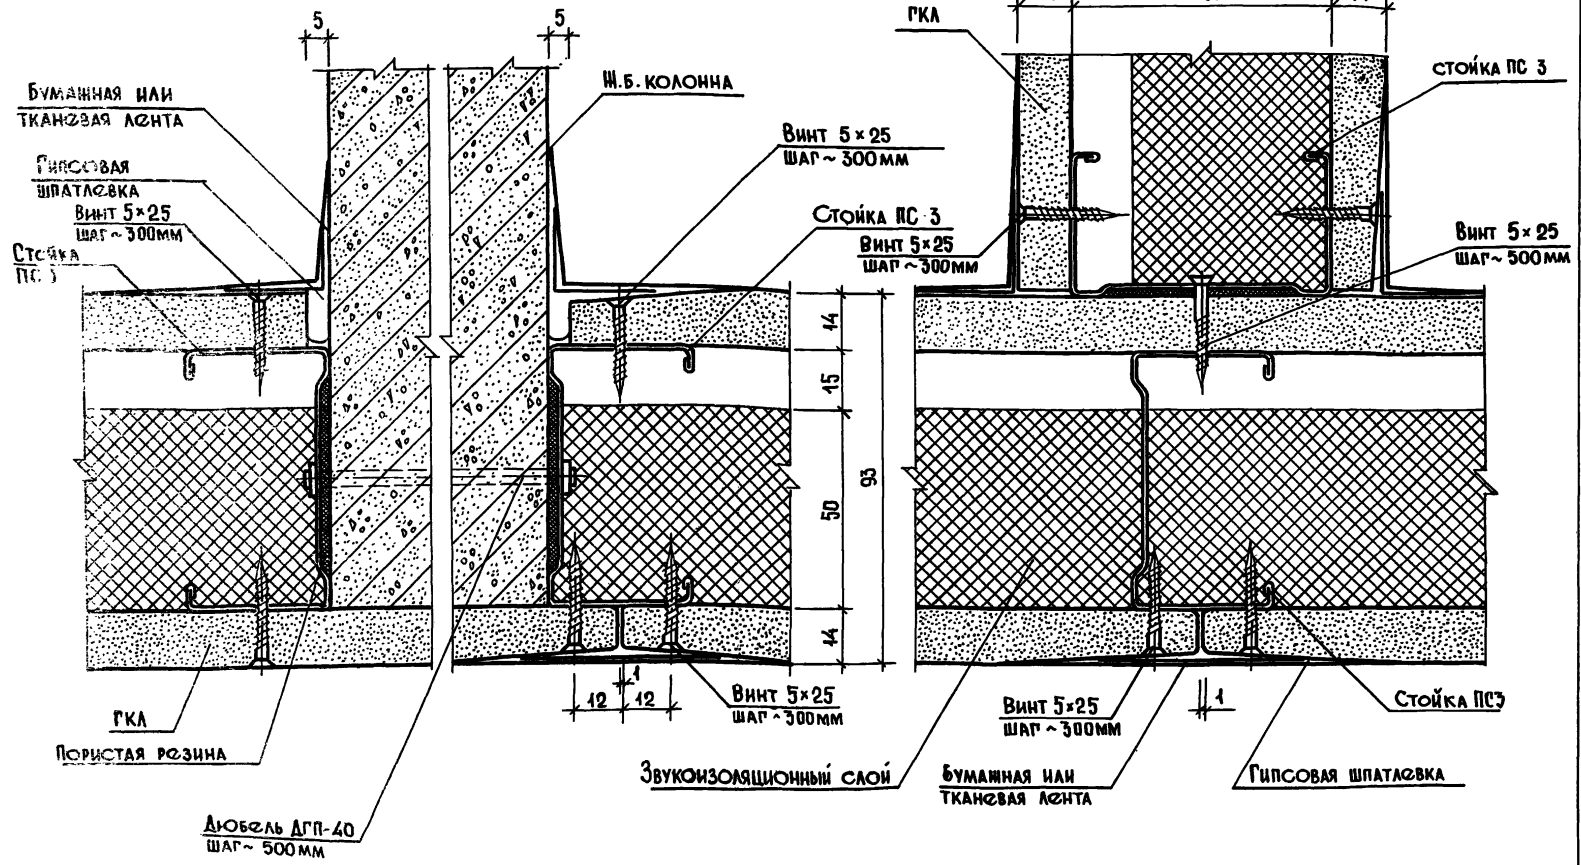 5
5
ГКЛ
БУМАЖНАЯ ИЛИ
ТКАНЕВАЯ ЛЕНТА
Ж.Б. КОЛОННА
СТОЙКА ПС 3
ВИНТ 5×25
ШАГ ~ 300ММ
ГИПСОВАЯ
ШПАТЛЕВКА
ВИНТ 5×25
ШАГ ~ 300ММ
СТОЙКА ПС 3
ВИНТ 5×25
ШАГ ~ 300ММ
ВИНТ 5×25
ШАГ ~ 500ММ
СТОЙКА
ПС
14
15
93
50
14
1
12
12
ВИНТ 5×25
ШАГ ~ 300ММ
ВИНТ 5×25
ШАГ ~ 300ММ
1
СТОЙКА ПС3
ГКЛ
ПОРИСТАЯ РЕЗИНА
ЗВУКОИЗОЛЯЦИОННЫЙ СЛОЙ
БУМАЖНАЯ ИЛИ
ТКАНЕВАЯ ЛЕНТА
ГИПСОВАЯ ШПАТЛЕВКА
ДЮБЕЛЬ ДГП-40
ШАГ ~ 500ММ